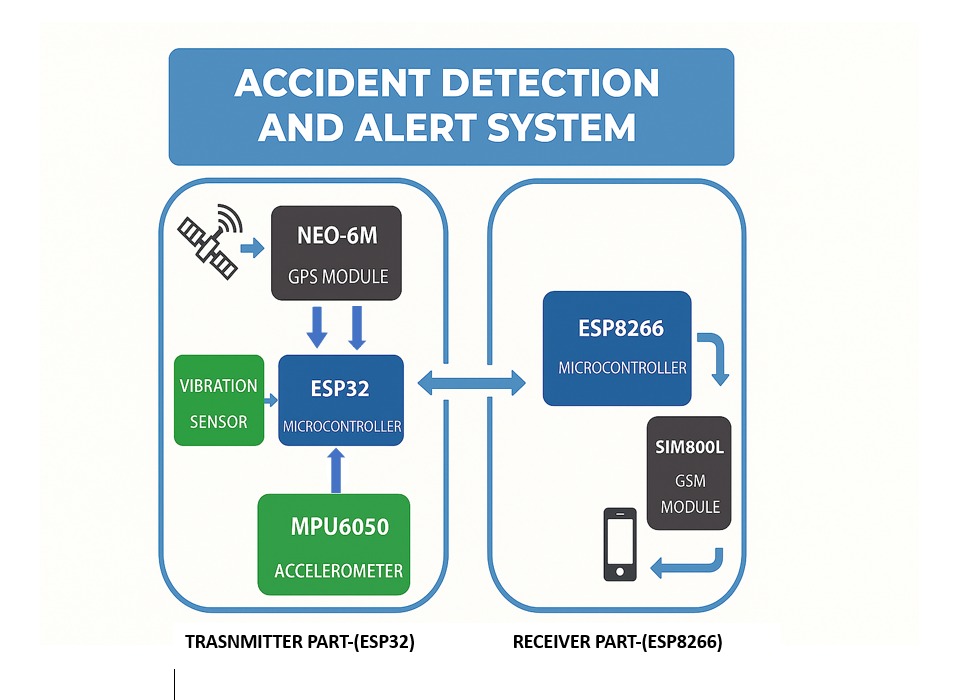 ACCIDENT DETECTION
AND ALERT SYSTEM
NEO-6M
GPS MODULE
VIBRATION
SENSOR
ESP32
MICROCONTROLLER
MPU6050
ACCELEROMETER
ESP8266
MICROCONTROLLER
SIM800L
GSM
MODULE
TRASNMITTER PART-(ESP32)
RECEIVER PART-(ESP8266)